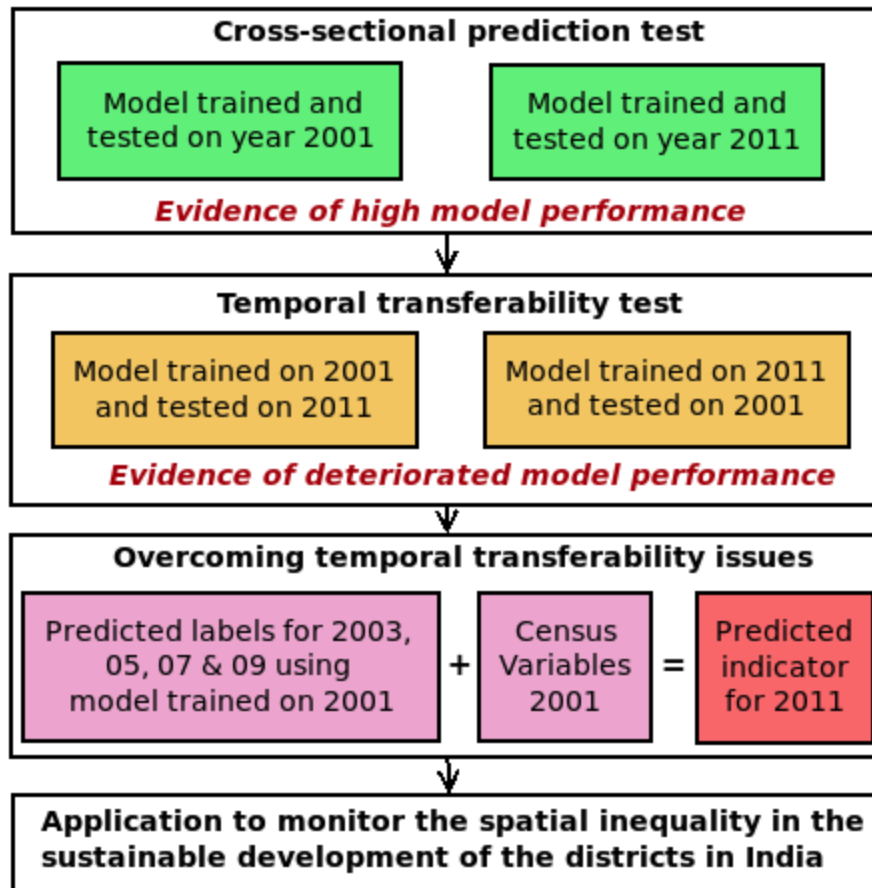 Cross-sectional prediction test
Model trained and
tested on year 2001
Model trained and
tested on year 2011
Evidence of high model performance
Temporal transferability test
Model trained on 2001
and tested on 2011
Model trained on 2011
and tested on 2001
Evidence of deteriorated model performance
Overcoming temporal transferability issues
Predicted labels for 2003,
05, 07 & 09 using
model trained on 2001
+
Census
Variables
2001
=
Predicted
indicator
for 2011
Application to monitor the spatial inequality in the
sustainable development of the districts in India